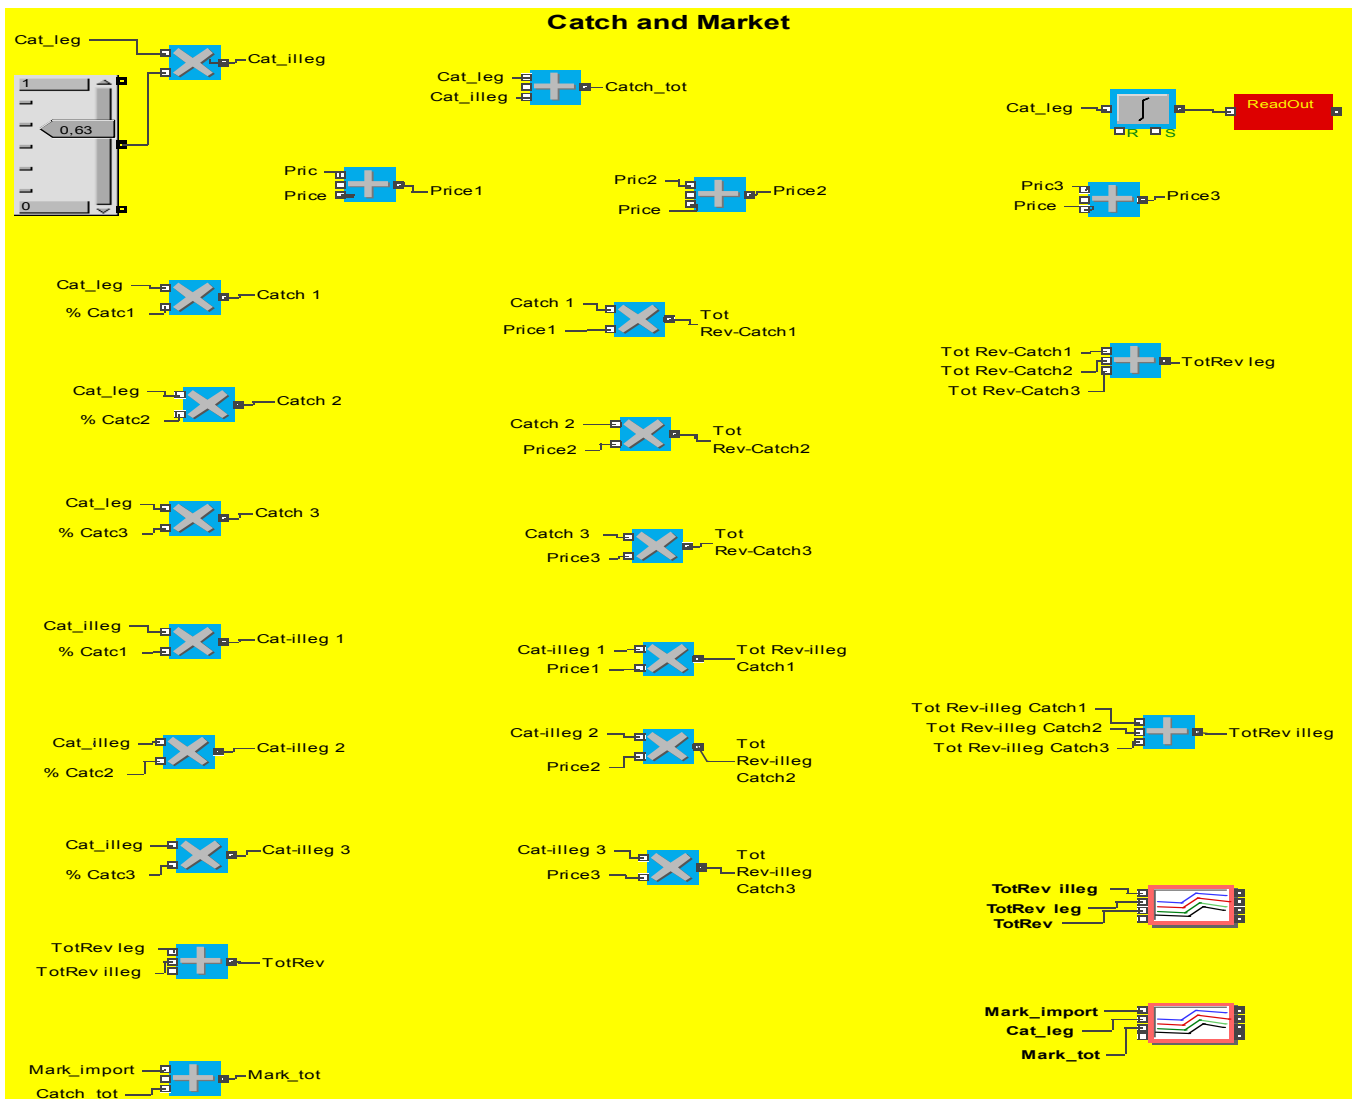 Catch and Market
Cat_leg
Cat_illeg
1
0,63
0
Cat_leg
Cat_illeg
Catch_tot
Cat_leg
R S
ReadOut
Pric
Price
Price1
Pric2
Price
Price2
Pric3
Price
Price3
Cat_leg
% Catc1
Catch 1
Catch 1
Price1
Tot
Rev-Catch1
Tot Rev-Catch1
Tot Rev-Catch2
Tot Rev-Catch3
TotRev leg
Cat_leg
% Catc2
Catch 2
Catch 2
Price2
Tot
Rev-Catch2
Cat_leg
% Catc3
Catch 3
Catch 3
Price3
Tot
Rev-Catch3
Cat_illeg
% Catc1
Cat-illeg 1
Cat-illeg 1
Price1
Tot Rev-illeg
Catch1
Tot Rev-illeg Catch1
Tot Rev-illeg Catch2
Tot Rev-illeg Catch3
TotRev illeg
Cat_illeg
% Catc2
Cat-illeg 2
Cat-illeg 2
Price2
Tot
Rev-illeg
Catch2
Cat_illeg
% Catc3
Cat-illeg 3
Cat-illeg 3
Price3
Tot
Rev-illeg
Catch3
TotRev illeg
TotRev leg
TotRev
TotRev leg
TotRev illeg
TotRev
Mark_import
Cat_leg
Mark_tot
Mark_import
Catch_tot
Mark_tot